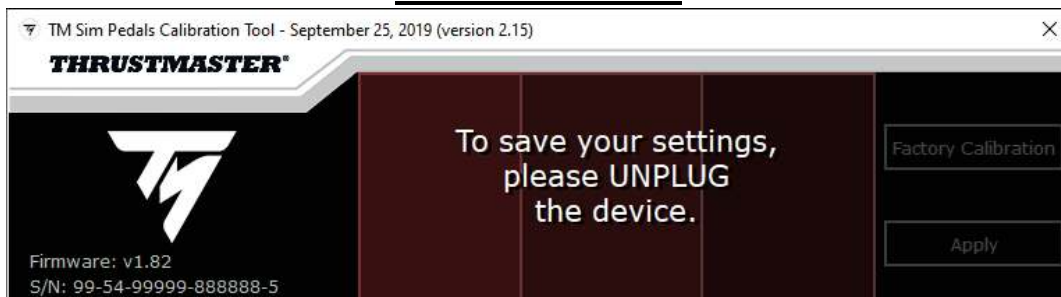 TM Sim Pedals Calibration Tool - September 25, 2019 (version 2.15)
THRUSTMASTER®
To save your settings,
please UNPLUG
the device.
Factory Calibration
Apply
Firmware: v1.82
S/N: 99-54-99999-888888-5